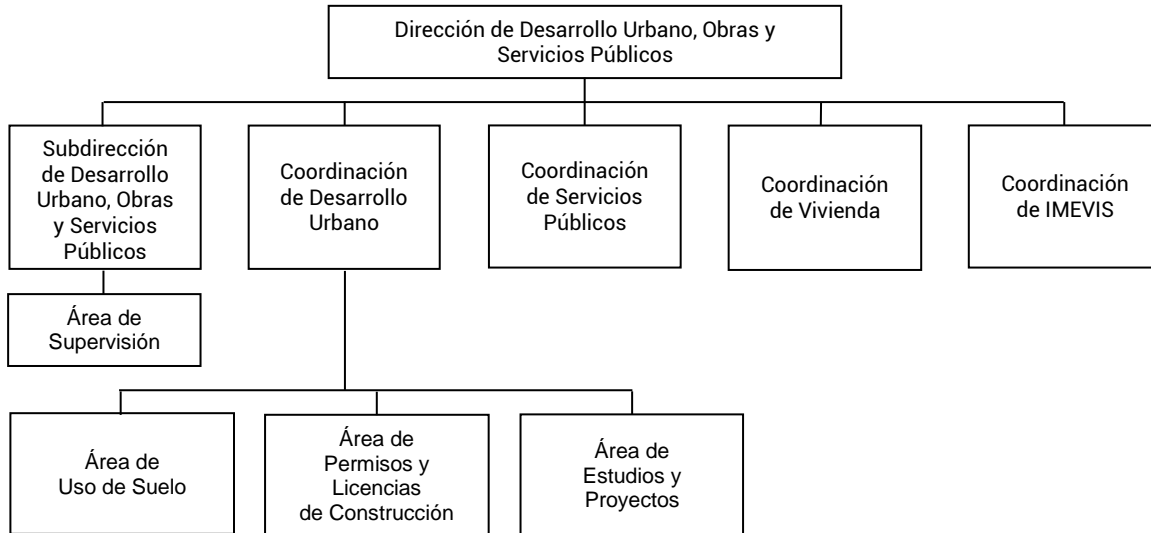 Dirección de Desarrollo Urbano, Obras y
Servicios Públicos
Subdirección
de Desarrollo
Urbano, Obras
y Servicios
Públicos
Coordinación
de Desarrollo
Urbano
Coordinación
de Servicios
Públicos
Coordinación
de Vivienda
Coordinación
de IMEVIS
Área de
Supervisión
Área de
Uso de Suelo
Área de
Permisos y
Licencias
de Construcción
Área de
Estudios y
Proyectos